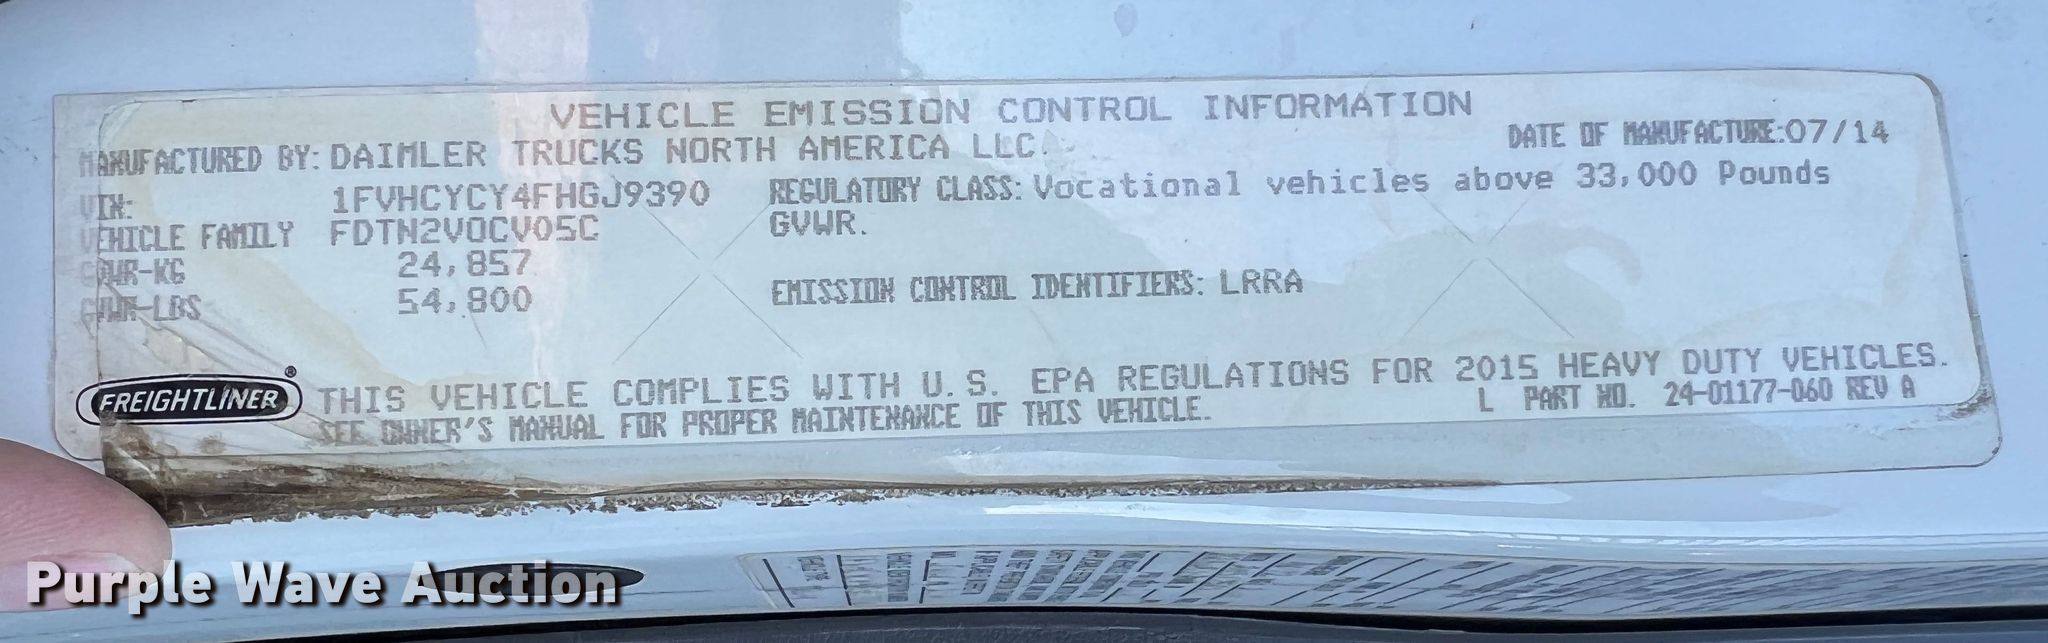 VEHICLE EMISSION CONTROL INFORMATION
MANUFACTURED BY: DAIMLER TRUCKS NORTH AMERICA LLC.
DATE OF MANUFACTURE:07/14
VIN: 1FVHCYCY4FHGJ9390
REGULATORY CLASS: Vocational vehicles above 33,000 Pounds
VEHICLE FAMILY FDTN2VOCV05C
GVWR.
GVWR-KG 24,857
GVWR-LBS 54,800
EMISSION CONTROL IDENTIFIERS: LRRA
FREIGHTLINER®
THIS VEHICLE COMPLIES WITH U.S. EPA REGULATIONS FOR 2015 HEAVY DUTY VEHICLES.
SEE OWNER'S MANUAL FOR PROPER MAINTENANCE OF THIS VEHICLE.
L PART NO. 24-01177-060 REV A
Purple Wave Auction